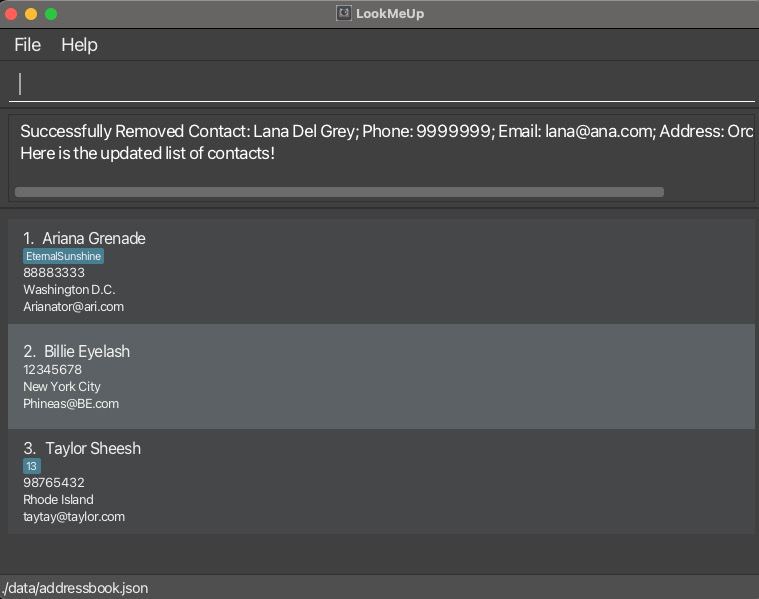 LookMeUp
File Help
Successfully Removed Contact: Lana Del Grey; Phone: 9999999; Email: lana@ana.com; Address: Orc
Here is the updated list of contacts!
1. Ariana Grenade
EternalSunshine
88883333
Washington D.C.
Arianator@ari.com
2. Billie Eyelash
12345678
New York City
Phineas@BE.com
3. Taylor Sheesh
13
98765432
Rhode Island
taytay@taylor.com
./data/addressbook.json